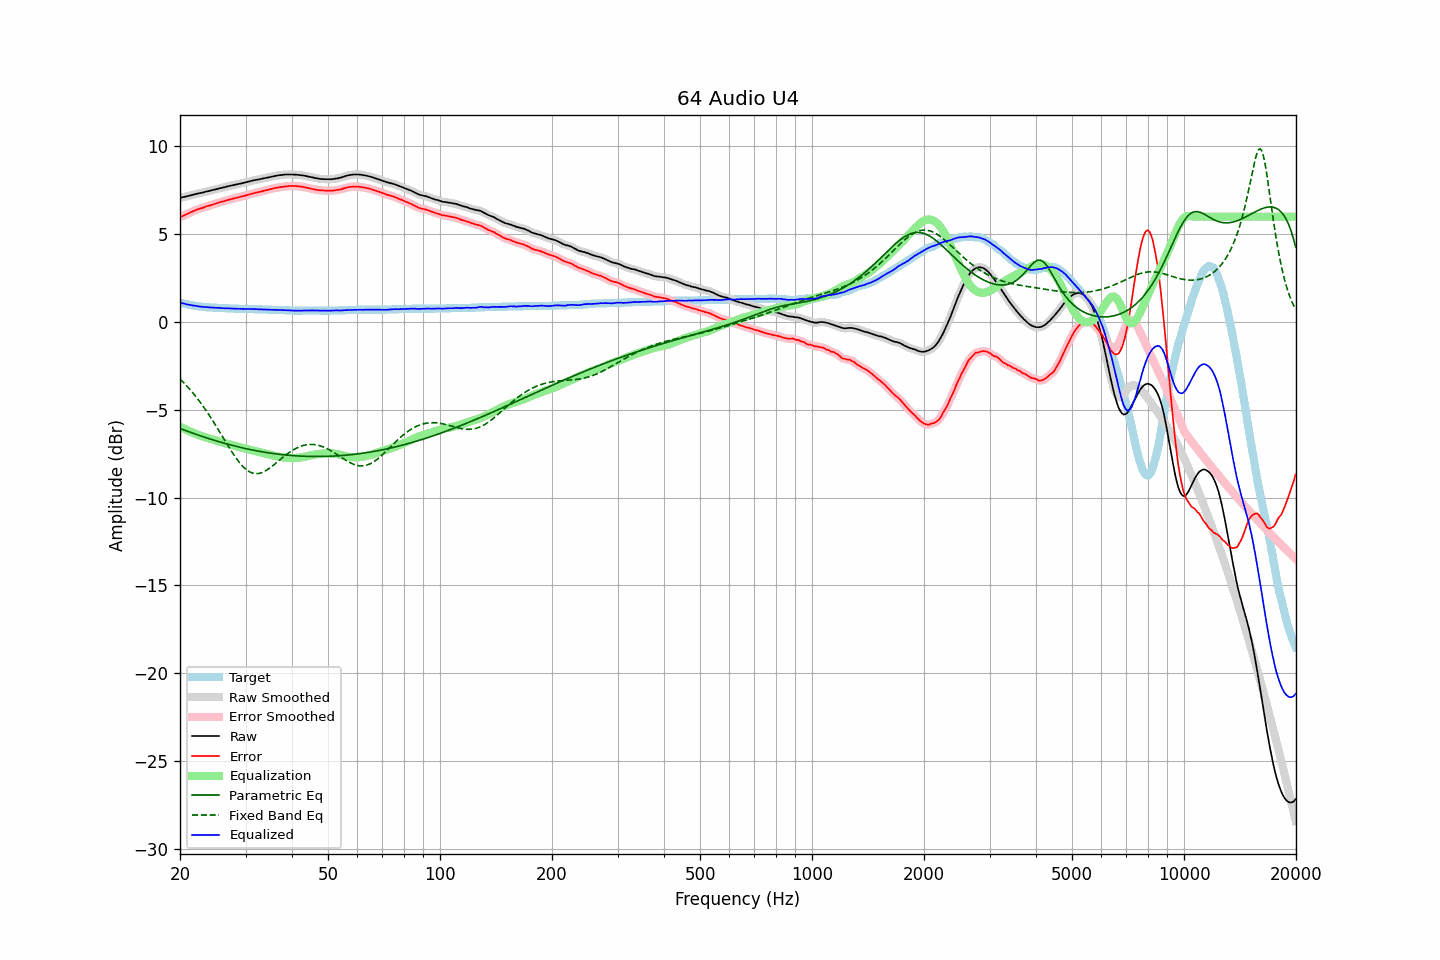 64 Audio U4
Amplitude (dBr)
10
5
0
−5
−10
−15
−20
−25
−30
Target
Raw Smoothed
Error Smoothed
Raw
Error
Equalization
Parametric Eq
Fixed Band Eq
Equalized
20 50 100 200 500 1000 2000 5000 10000 20000
Frequency (Hz)